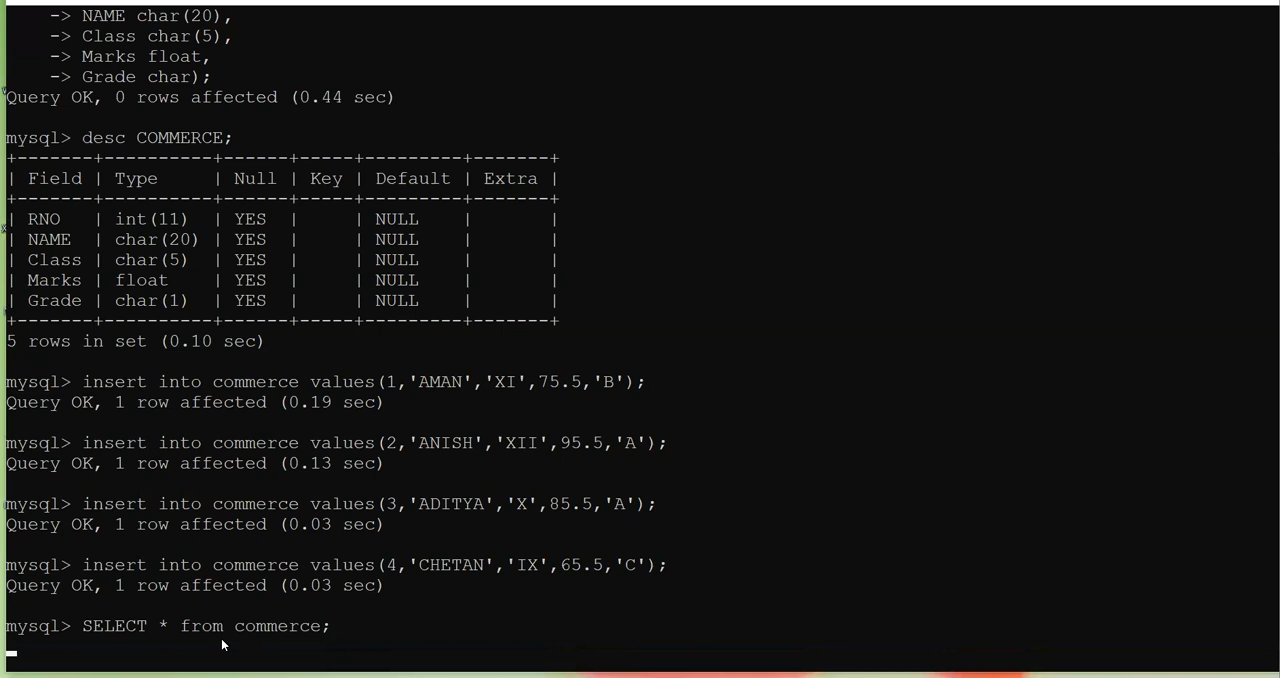 -> NAME char(20),
-> Class char(5),
-> Marks float,
-> Grade char);
Query OK, 0 rows affected (0.44 sec)
mysql> desc COMMERCE;
+-------+----------+------+-----+---------+-------+
| Field | Type     | Null | Key | Default | Extra |
+-------+----------+------+-----+---------+-------+
| RNO   | int(11)  | YES  |     | NULL    |       |
| NAME  | char(20) | YES  |     | NULL    |       |
| Class | char(5)  | YES  |     | NULL    |       |
| Marks | float    | YES  |     | NULL    |       |
| Grade | char(1)  | YES  |     | NULL    |       |
+-------+----------+------+-----+---------+-------+
5 rows in set (0.10 sec)
mysql> insert into commerce values(1,'AMAN','XI',75.5,'B');
Query OK, 1 row affected (0.19 sec)
mysql> insert into commerce values(2,'ANISH','XII',95.5,'A');
Query OK, 1 row affected (0.13 sec)
mysql> insert into commerce values(3,'ADITYA','X',85.5,'A');
Query OK, 1 row affected (0.03 sec)
mysql> insert into commerce values(4,'CHETAN','IX',65.5,'C');
Query OK, 1 row affected (0.03 sec)
mysql> SELECT * from commerce;